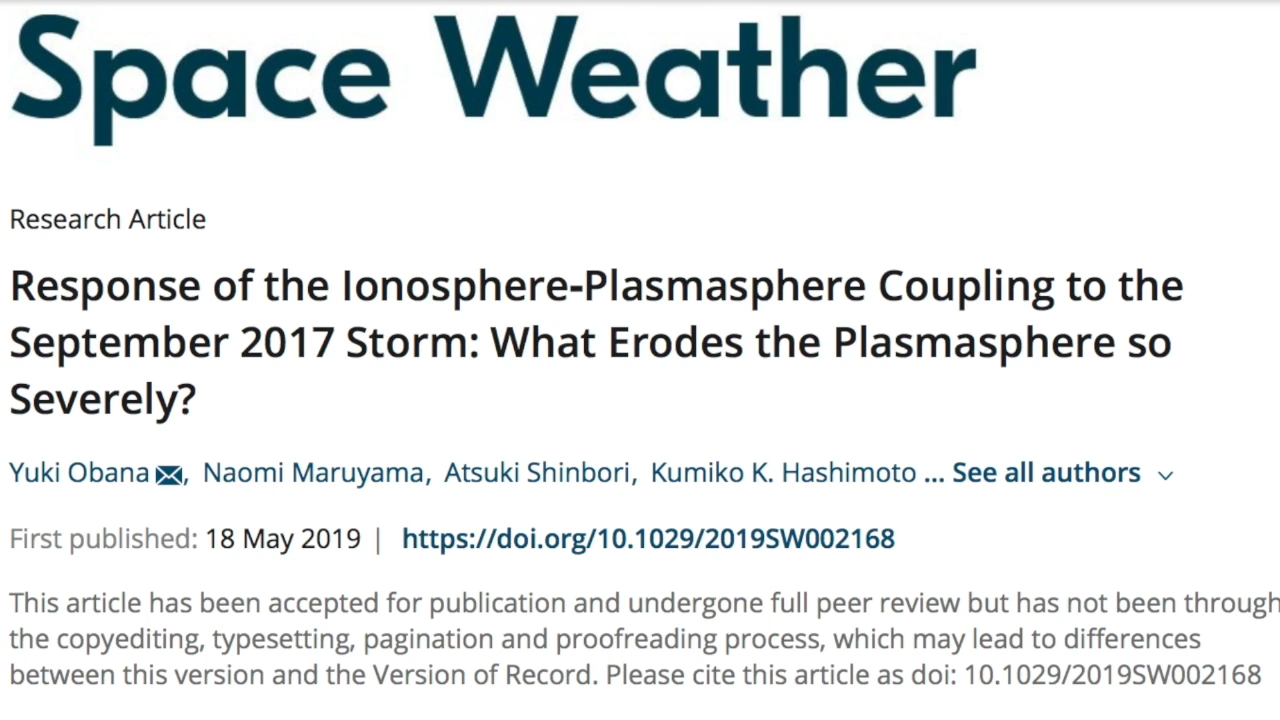 Space Weather
Research Article
Response of the Ionosphere-Plasmasphere Coupling to the
September 2017 Storm: What Erodes the Plasmasphere so
Severely?
Yuki Obana, Naomi Maruyama, Atsuki Shinbori, Kumiko K. Hashimoto ... See all authors
First published: 18 May 2019 | https://doi.org/10.1029/2019SW002168
This article has been accepted for publication and undergone full peer review but has not been through
the copyediting, typesetting, pagination and proofreading process, which may lead to differences
between this version and the Version of Record. Please cite this article as doi: 10.1029/2019SW002168